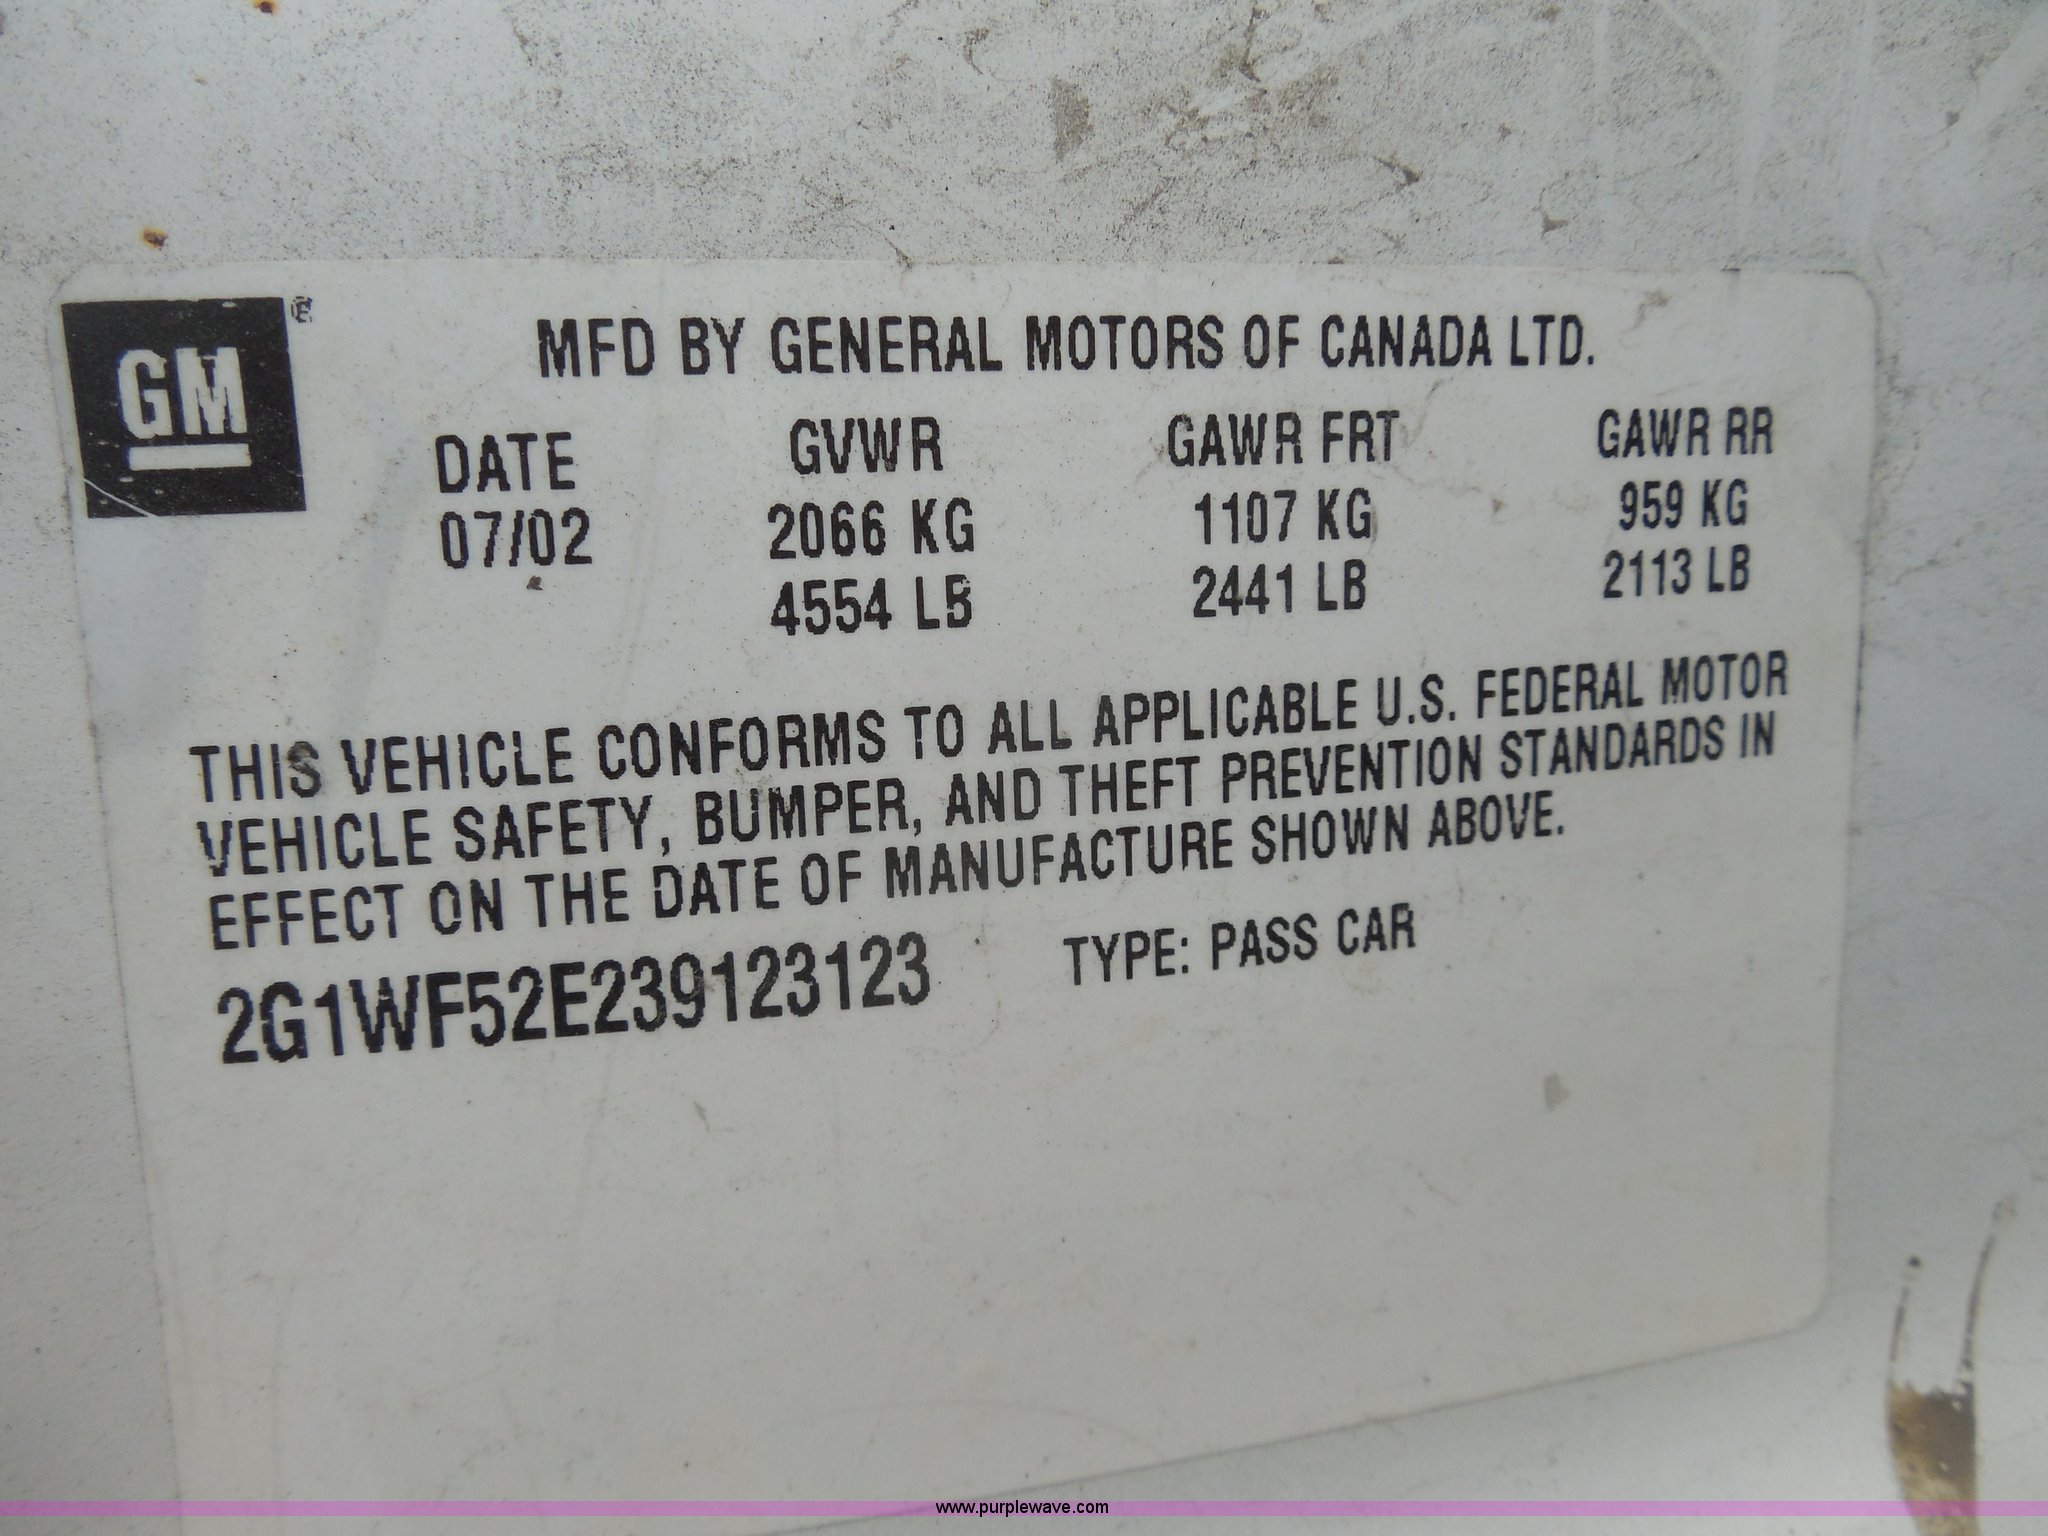 GM
MFD BY GENERAL MOTORS OF CANADA LTD.
DATE GVWR GAWR FRT GAWR RR
07/02 2066 KG 1107 KG 959 KG
4554 LB 2441 LB 2113 LB
THIS VEHICLE CONFORMS TO ALL APPLICABLE U.S. FEDERAL MOTOR
VEHICLE SAFETY, BUMPER, AND THEFT PREVENTION STANDARDS IN
EFFECT ON THE DATE OF MANUFACTURE SHOWN ABOVE.
2G1WF52E239123123 TYPE: PASS CAR
www.purplewave.com